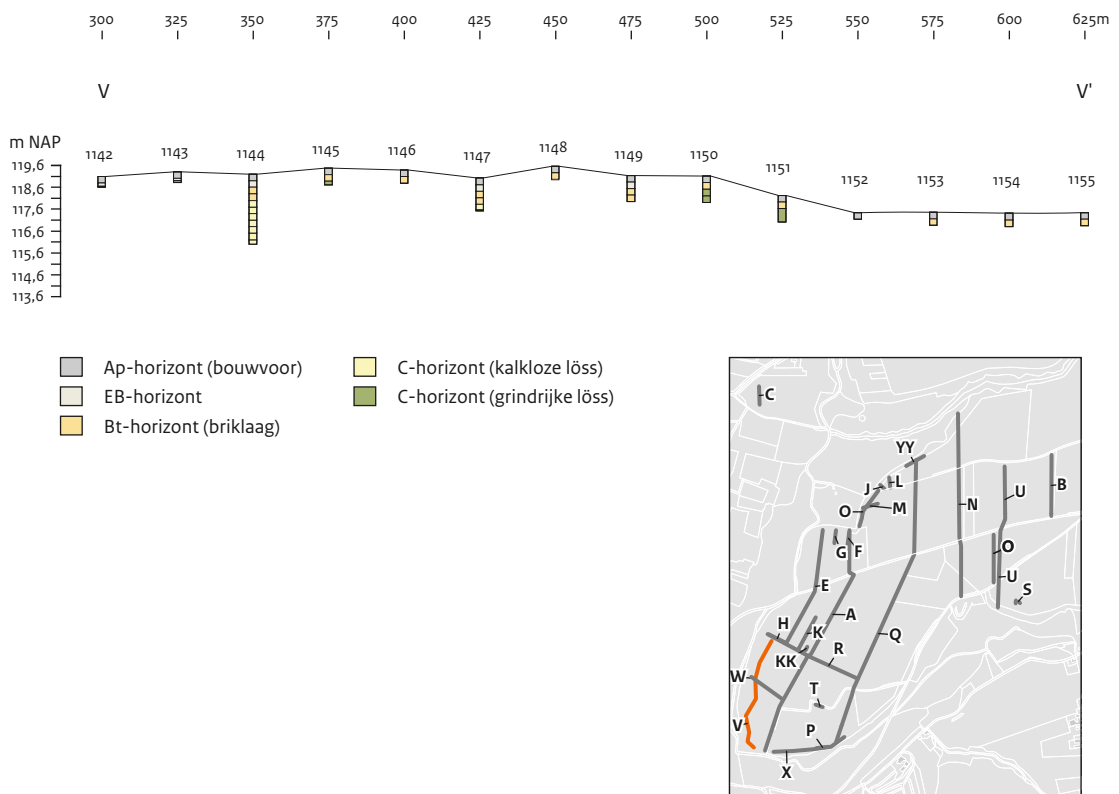 300 325 350 375 400 425 450 475 500 525 550 575 600 625m
V V'
m NAP
1142 1143 1144 1145 1146 1147 1148 1149 1150 1151 1152 1153 1154 1155
119,6
118,6
117,6
116,6
115,6
114,6
113,6
Ap-horizont (bouwvoor)
EB-horizont
Bt-horizont (briklaag)
C-horizont (kalkloze löss)
C-horizont (grindrijke löss)
C
YY
J L
O M N U B
G F O
E U S
H K A Q
KK R
W T
V P
X